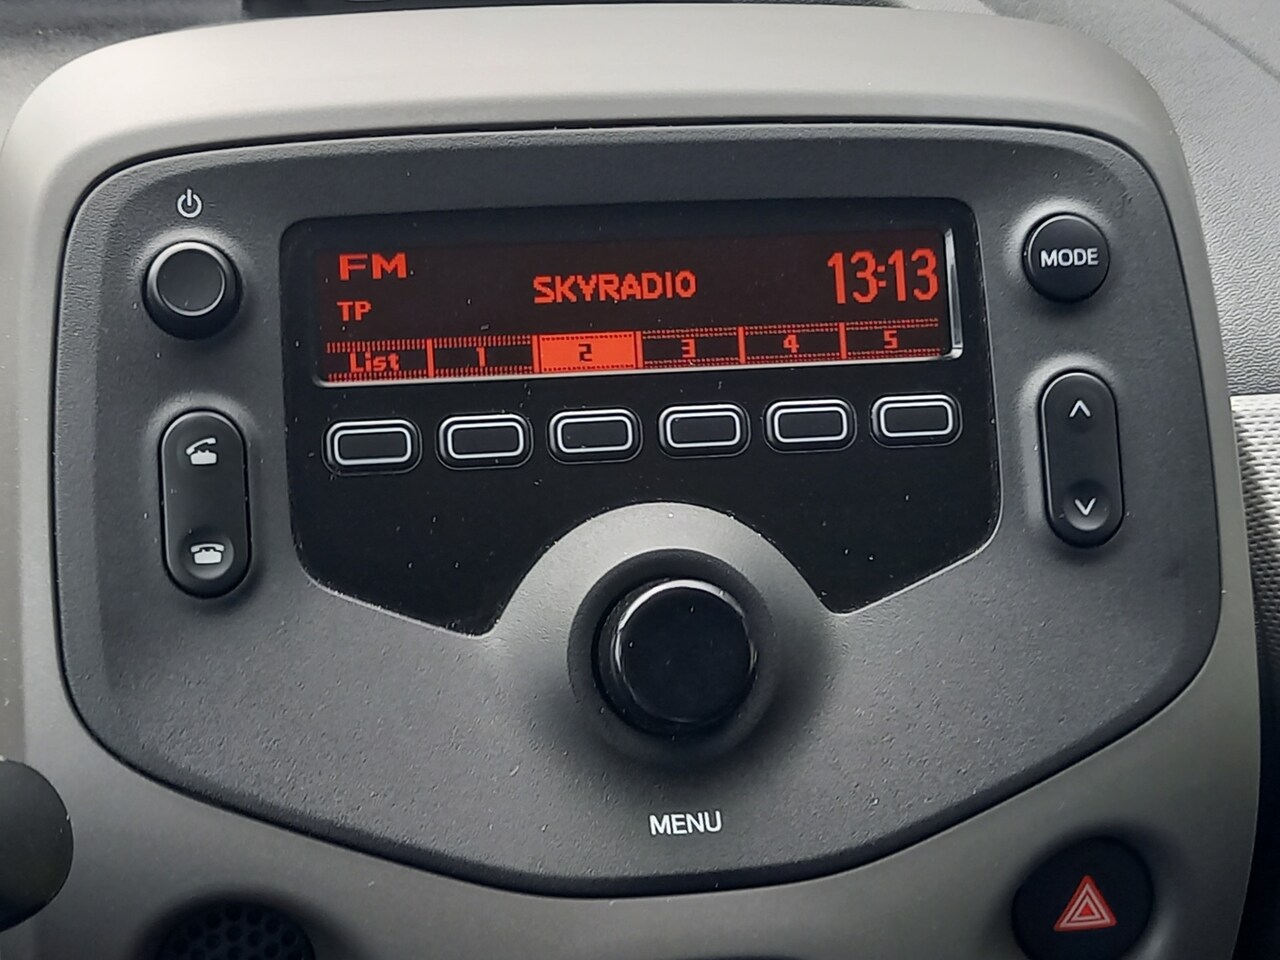 FM
SKYRADIO
13:13
TP
List 1 2 3 4 5
MODE
MENU